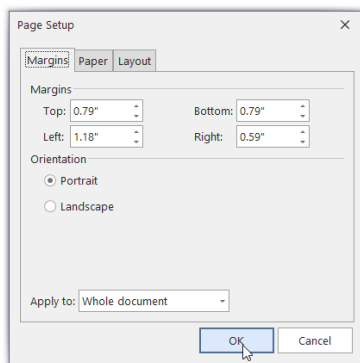 Page Setup
Margins Paper Layout
Margins
Top: 0.79" Bottom: 0.79"
Left: 1.18" Right: 0.59"
Orientation
Portrait
Landscape
Apply to: Whole document
OK Cancel